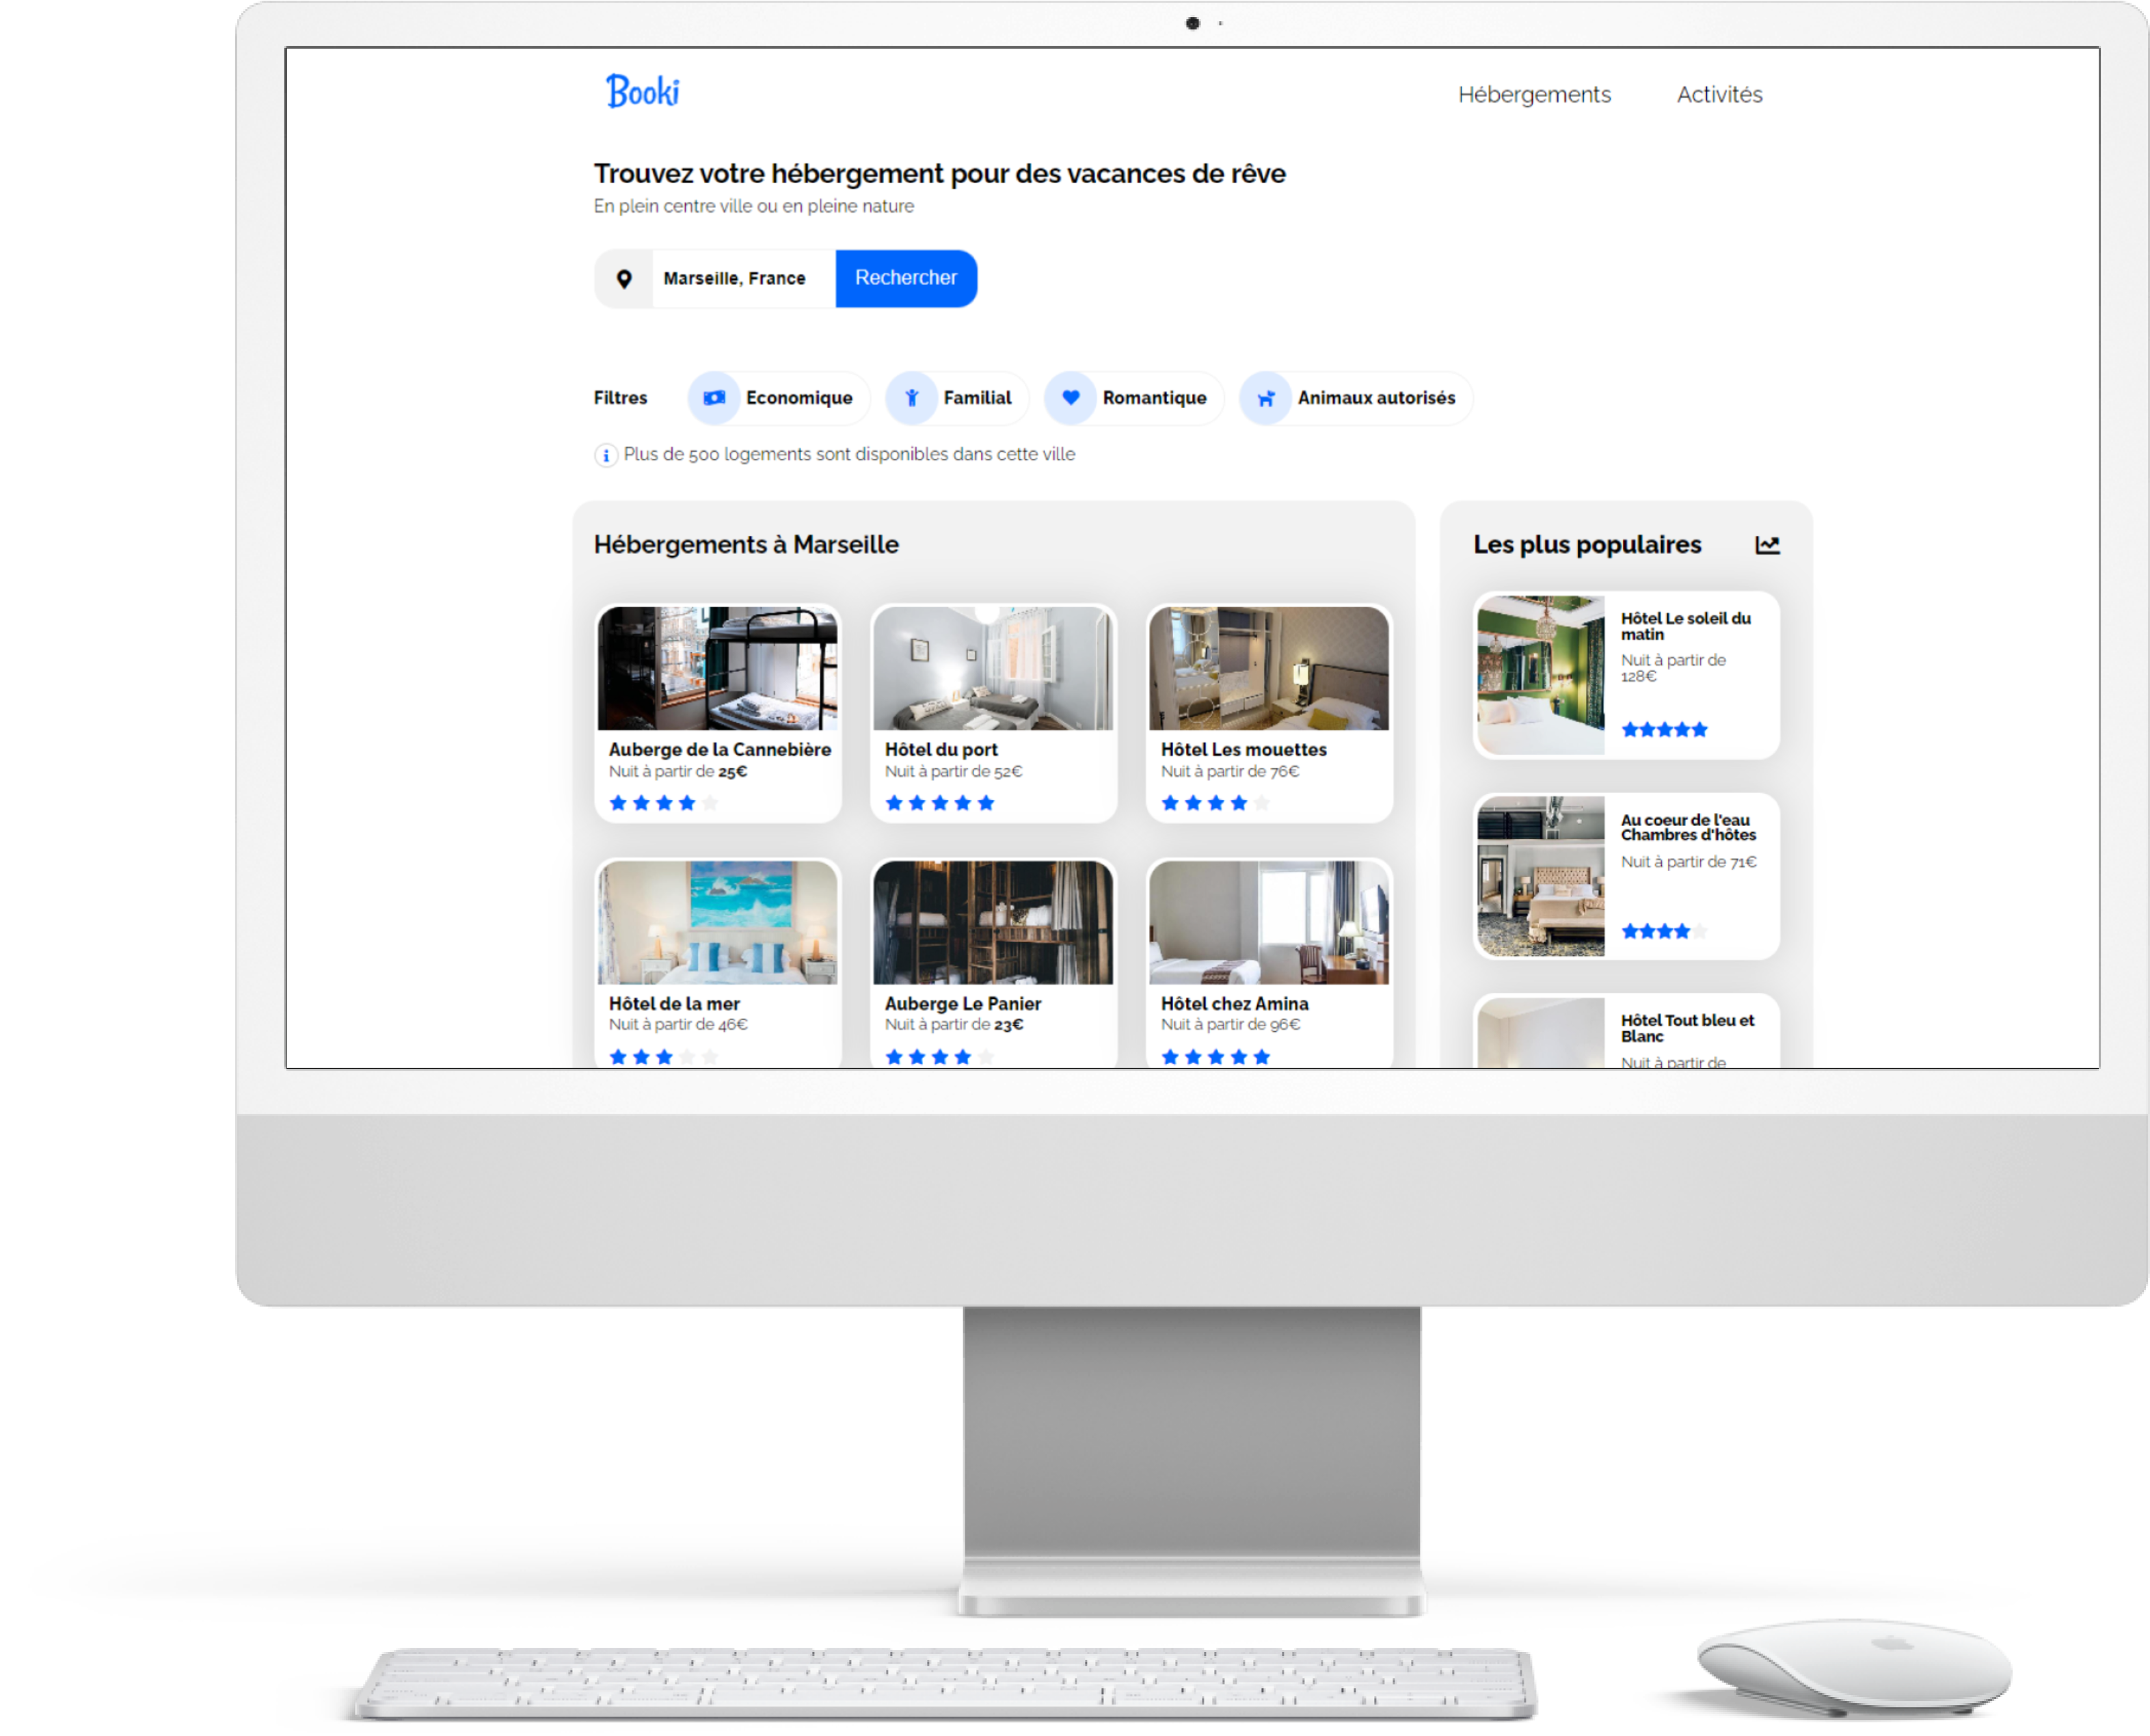 Booki
Hébergements
Activités
Trouvez votre hébergement pour des vacances de rêve
En plein centre ville ou en pleine nature
Marseille, France
Rechercher
Filtres
Economique
Familial
Romantique
Animaux autorisés
Plus de 500 logements sont disponibles dans cette ville
Hébergements à Marseille
Auberge de la Cannebière
Nuit à partir de 25€
Hôtel du port
Nuit à partir de 52€
Hôtel Les mouettes
Nuit à partir de 76€
Hôtel de la mer
Nuit à partir de 46€
Auberge Le Panier
Nuit à partir de 23€
Hôtel chez Amina
Nuit à partir de 96€
Les plus populaires
Hôtel Le soleil du
matin
Nuit à partir de
128€
Au coeur de l'eau
Chambres d'hôtes
Nuit à partir de 71€
Hôtel Tout bleu et
Blanc
Nuit à partir de